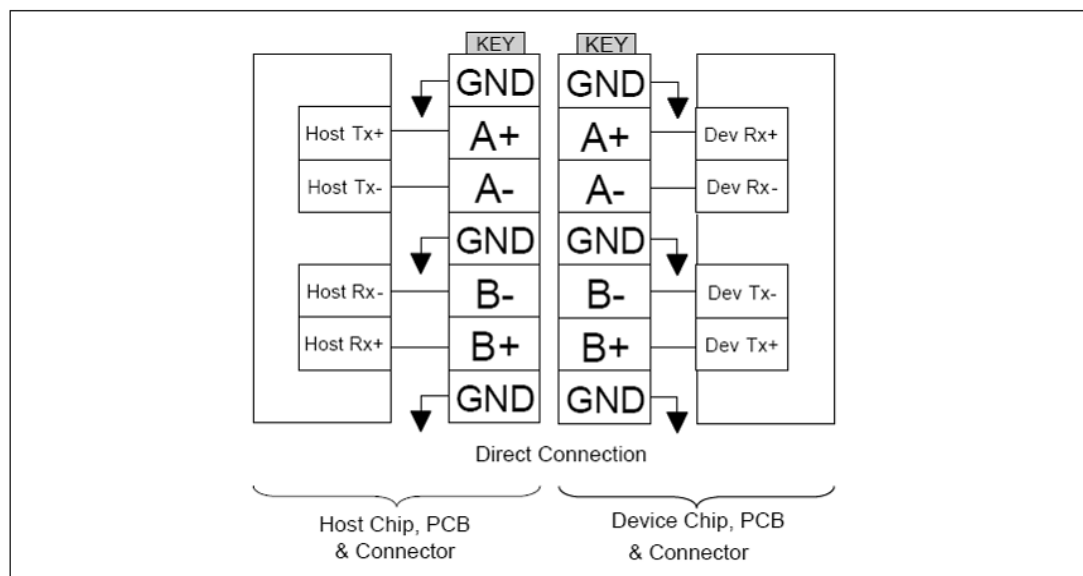 KEY KEY
GND GND
Host Tx+ A+ A+ Dev Rx+
Host Tx- A- A- Dev Rx-
GND GND
Host Rx- B- B- Dev Tx-
Host Rx+ B+ B+ Dev Tx+
GND GND
Direct Connection
Host Chip, PCB Device Chip, PCB
& Connector & Connector